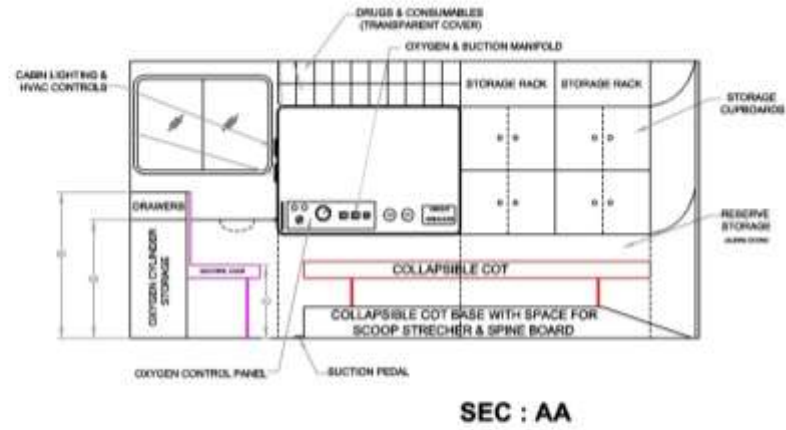 DRUGS & CONSUMABLES
(TRANSPARENT COVER)
OXYGEN & SUCTION MANIFOLD
CABIN LIGHTING &
HVAC CONTROLS
STORAGE RACK
STORAGE RACK
STORAGE
CUPBOARDS
DRAWERS
RESERVE
STORAGE
OXYGEN CYLINDER
STORAGE
COLLAPSIBLE COT
COLLAPSIBLE COT BASE WITH SPACE FOR
SCOOP STRECHER & SPINE BOARD
OXYGEN CONTROL PANEL
SUCTION PEDAL
SEC : AA